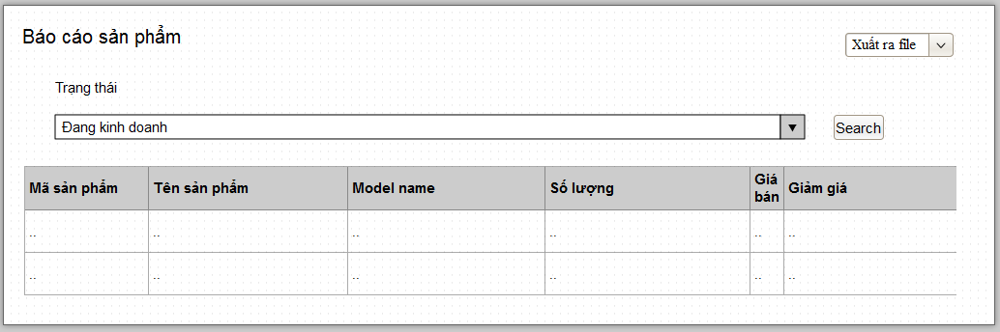 Báo cáo sản phẩm
Xuất ra file
Trạng thái
Đang kinh doanh
Search
Mã sản phẩm Tên sản phẩm Model name Số lượng Giá bán Giảm giá
.. .. .. .. .. ..
.. .. .. .. .. ..